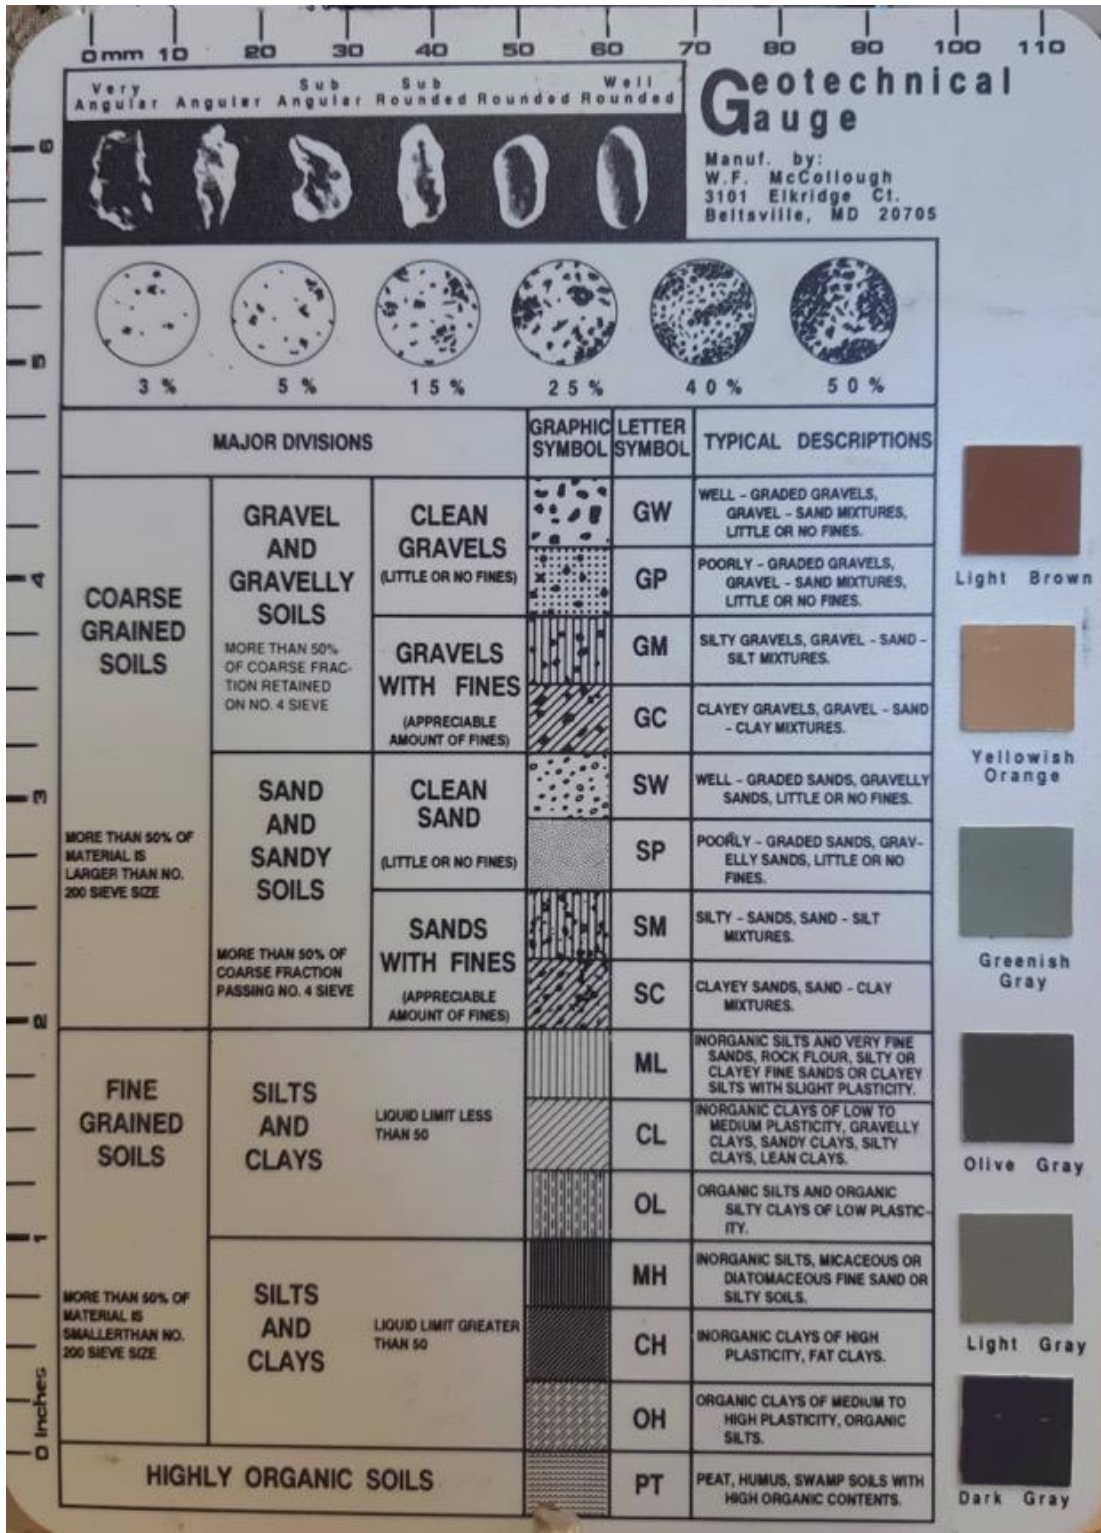 0 mm 10 20 30 40 50 60 70 80 90 100 110
Very Angular Angular Sub Angular Sub Rounded Rounded Well Rounded
Geotechnical
Gauge
Manuf. by:
W.F. McCollough
3101 Elkridge Ct.
Beltsville, MD 20705
6
5
4
3
2
1
0 Inches
3 % 5 % 15 % 25 % 40 % 50 %
MAJOR DIVISIONS
GRAPHIC
SYMBOL
LETTER
SYMBOL
TYPICAL DESCRIPTIONS
COARSE
GRAINED
SOILS
MORE THAN 50% OF
MATERIAL IS
LARGER THAN NO.
200 SIEVE SIZE
GRAVEL
AND
GRAVELLY
SOILS
MORE THAN 50%
OF COARSE FRAC-
TION RETAINED
ON NO. 4 SIEVE
CLEAN
GRAVELS
(LITTLE OR NO FINES)
GW
WELL - GRADED GRAVELS,
GRAVEL - SAND MIXTURES,
LITTLE OR NO FINES.
GP
POORLY - GRADED GRAVELS,
GRAVEL - SAND MIXTURES,
LITTLE OR NO FINES.
GRAVELS
WITH FINES
(APPRECIABLE
AMOUNT OF FINES)
GM
SILTY GRAVELS, GRAVEL - SAND -
SILT MIXTURES.
GC
CLAYEY GRAVELS, GRAVEL - SAND
- CLAY MIXTURES.
SAND
AND
SANDY
SOILS
MORE THAN 50% OF
COARSE FRACTION
PASSING NO. 4 SIEVE
CLEAN
SAND
(LITTLE OR NO FINES)
SW
WELL - GRADED SANDS, GRAVELLY
SANDS, LITTLE OR NO FINES.
SP
POORLY - GRADED SANDS, GRAV-
ELLY SANDS, LITTLE OR NO
FINES.
SANDS
WITH FINES
(APPRECIABLE
AMOUNT OF FINES)
SM
SILTY - SANDS, SAND - SILT
MIXTURES.
SC
CLAYEY SANDS, SAND - CLAY
MIXTURES.
FINE
GRAINED
SOILS
MORE THAN 50% OF
MATERIAL IS
SMALLERTHAN NO.
200 SIEVE SIZE
SILTS
AND
CLAYS
LIQUID LIMIT LESS
THAN 50
ML
INORGANIC SILTS AND VERY FINE
SANDS, ROCK FLOUR, SILTY OR
CLAYEY FINE SANDS OR CLAYEY
SILTS WITH SLIGHT PLASTICITY.
CL
INORGANIC CLAYS OF LOW TO
MEDIUM PLASTICITY, GRAVELLY
CLAYS, SANDY CLAYS, SILTY
CLAYS, LEAN CLAYS.
OL
ORGANIC SILTS AND ORGANIC
SILTY CLAYS OF LOW PLASTIC-
ITY.
SILTS
AND
CLAYS
LIQUID LIMIT GREATER
THAN 50
MH
INORGANIC SILTS, MICACEOUS OR
DIATOMACEOUS FINE SAND OR
SILTY SOILS.
CH
INORGANIC CLAYS OF HIGH
PLASTICITY, FAT CLAYS.
OH
ORGANIC CLAYS OF MEDIUM TO
HIGH PLASTICITY, ORGANIC
SILTS.
HIGHLY ORGANIC SOILS
PT
PEAT, HUMUS, SWAMP SOILS WITH
HIGH ORGANIC CONTENTS.
Light Brown
Yellowish
Orange
Greenish
Gray
Olive Gray
Light Gray
Dark Gray